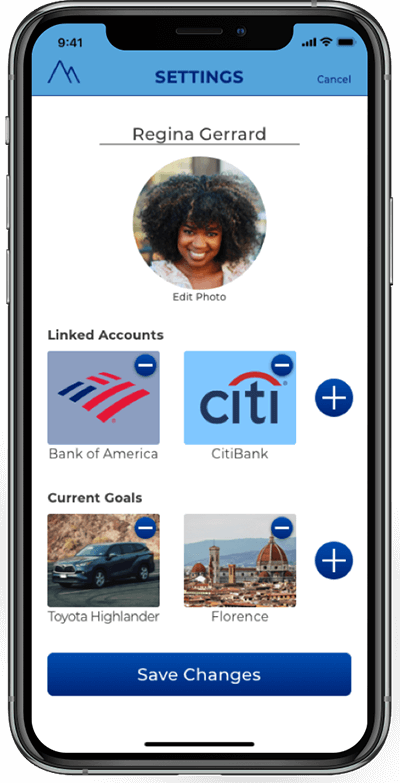 9:41
SETTINGS
Cancel
Regina Gerrard
Edit Photo
Linked Accounts
citi
Bank of America
CitiBank
Current Goals
Toyota Highlander
Florence
Save Changes